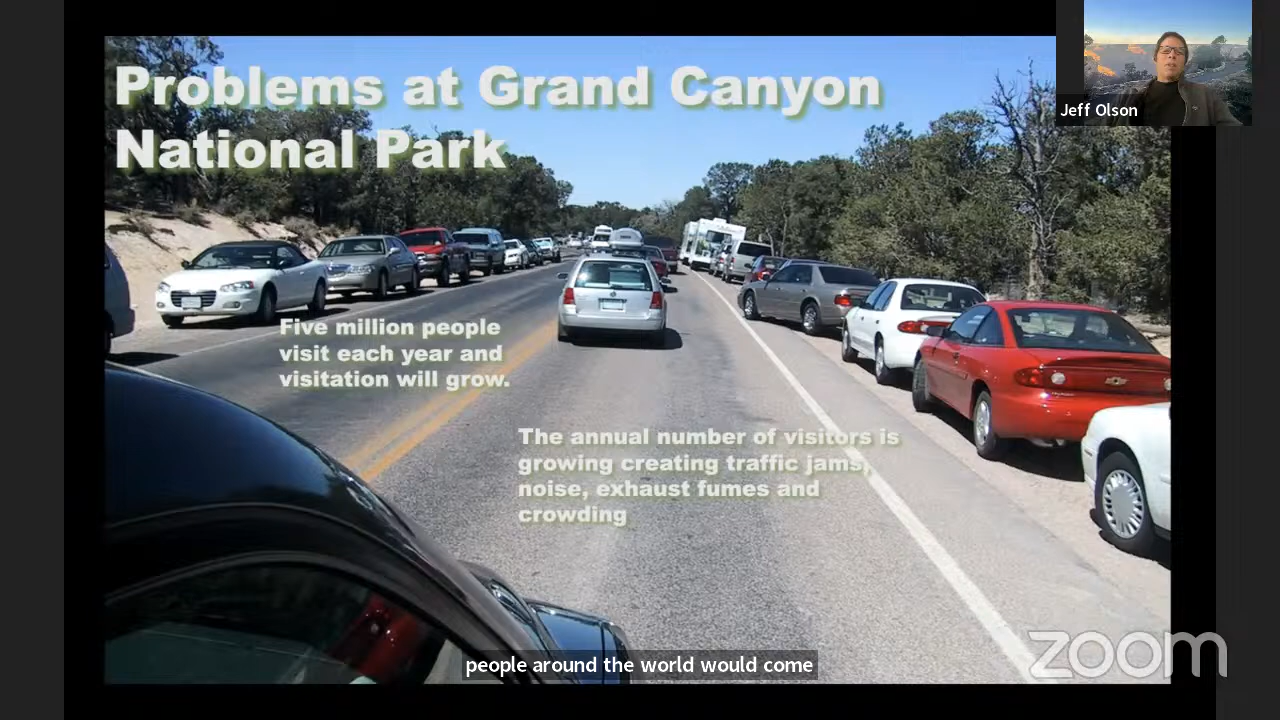 Problems at Grand Canyon
National Park
Jeff Olson
Five million people
visit each year and
visitation will grow.
The annual number of visitors is
growing creating traffic jams,
noise, exhaust fumes and
crowding
people around the world would come
zoom